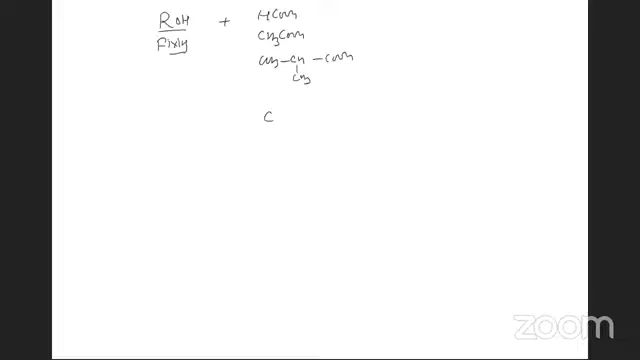 ROH + HCOOH
Fixly CH3COOH
CH3-CH-COOH
CH3
C
zoom